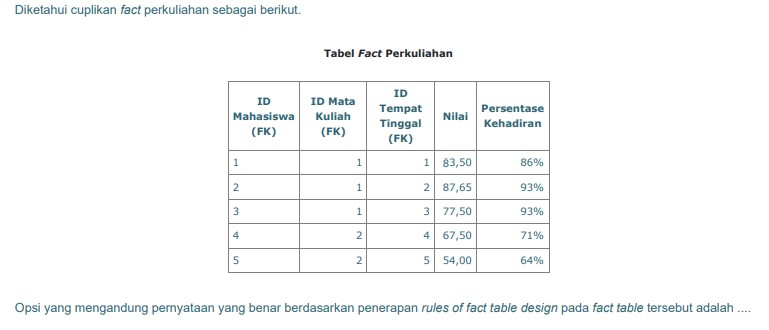 Diketahui cuplikan fact perkuliahan sebagai berikut.
Tabel Fact Perkuliahan
ID Mahasiswa (FK) ID Mata Kuliah (FK) ID Tempat Tinggal (FK) Nilai Persentase Kehadiran
1 1 1 83,50 86%
2 1 2 87,65 93%
3 1 3 77,50 93%
4 2 4 67,50 71%
5 2 5 54,00 64%
Opsi yang mengandung pernyataan yang benar berdasarkan penerapan rules of fact table design pada fact table tersebut adalah ....